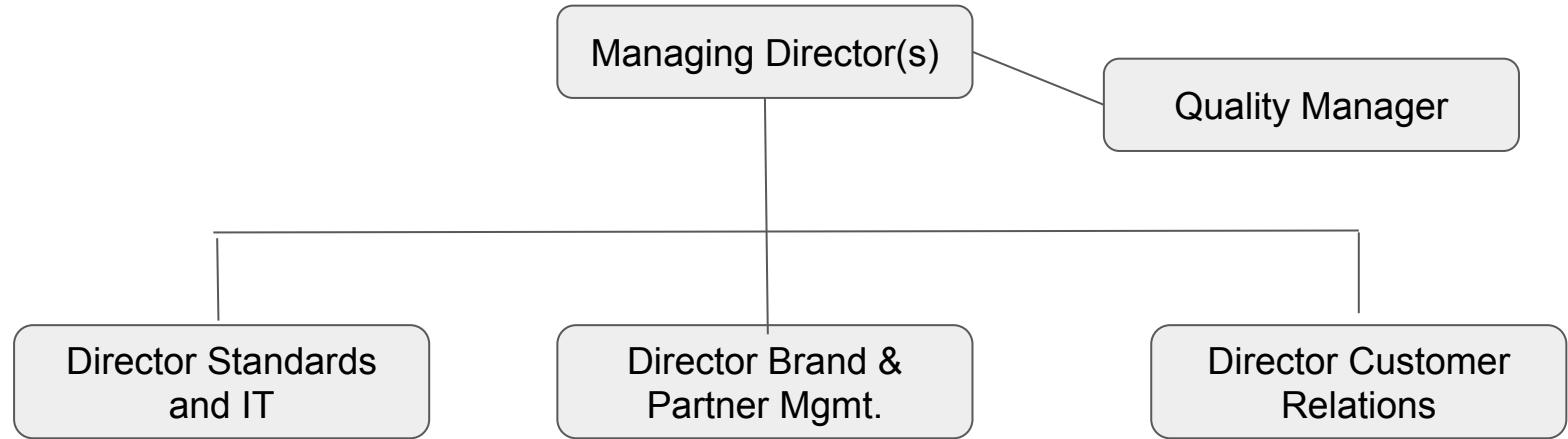 Managing Director(s)
Quality Manager
Director Standards
and IT
Director Brand &
Partner Mgmt.
Director Customer
Relations